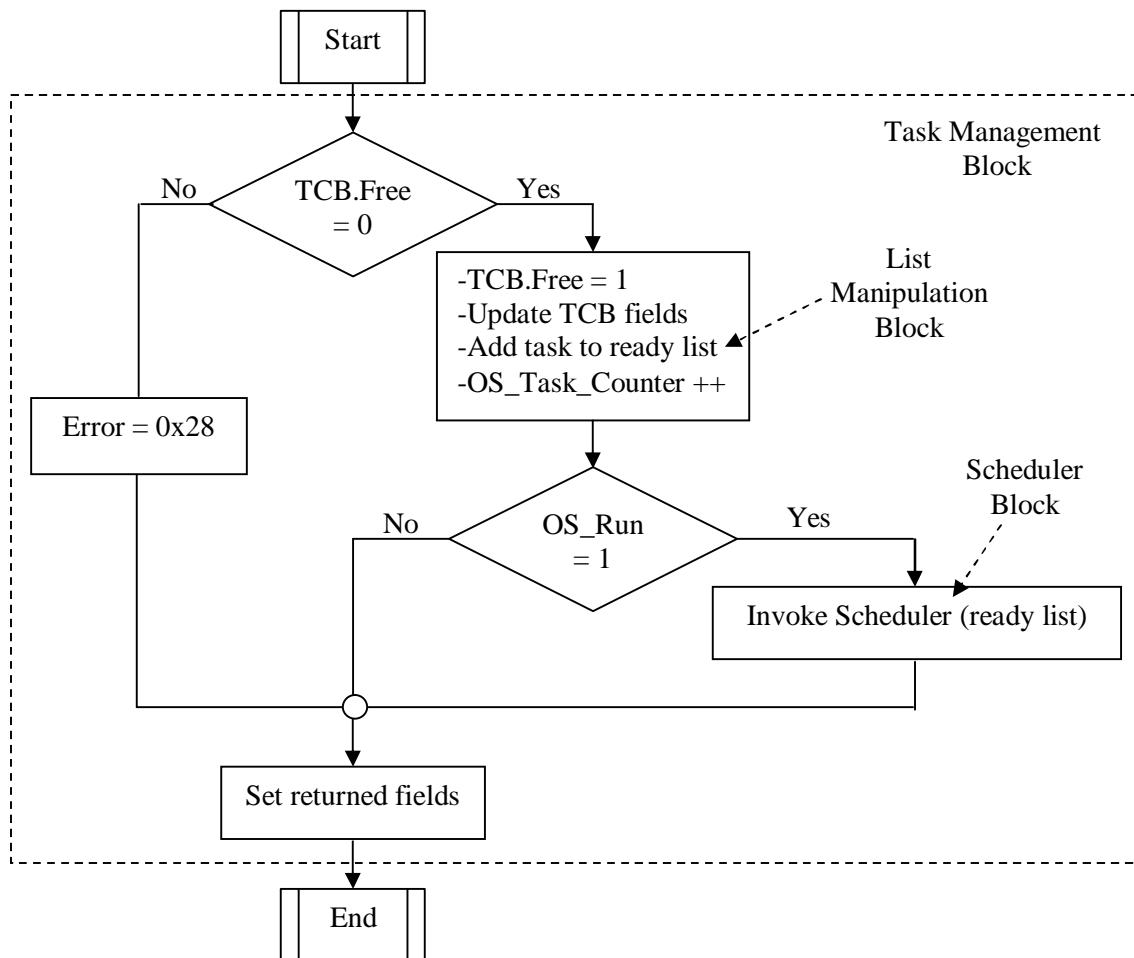 Start
Task Management
Block
No
TCB.Free
= 0
Yes
-TCB.Free = 1
-Update TCB fields
-Add task to ready list
-OS_Task_Counter ++
List
Manipulation
Block
Error = 0x28
No
OS_Run
= 1
Yes
Scheduler
Block
Invoke Scheduler (ready list)
Set returned fields
End